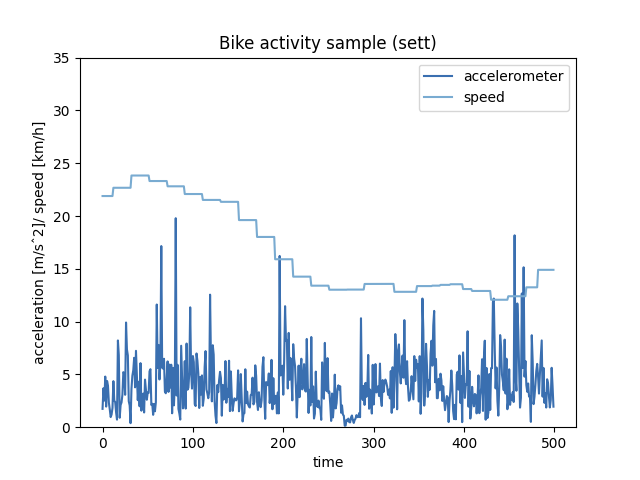 Bike activity sample (sett)
acceleration [m/sˆ2]/ speed [km/h]
35
30
25
20
15
10
5
0
accelerometer
speed
0 100 200 300 400 500
time